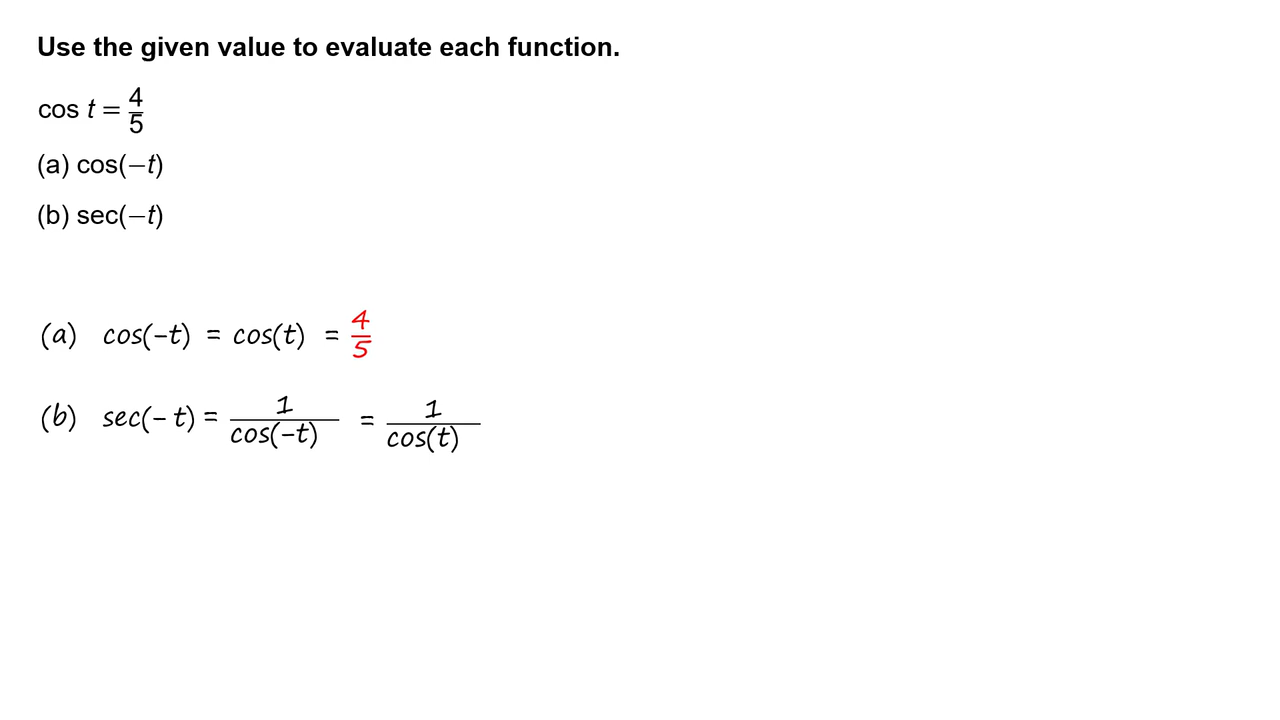 Use the given value to evaluate each function.
cos t = 4/5
(a) cos(−t)
(b) sec(−t)
(a) cos(−t) = cos(t) = 4/5
(b) sec(− t) = 1/cos(−t) = 1/cos(t)